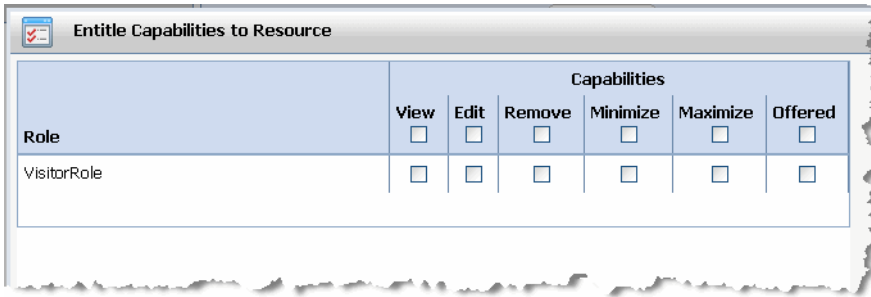 Entitle Capabilities to Resource
Capabilities
View Edit Remove Minimize Maximize Offered
Role
VisitorRole